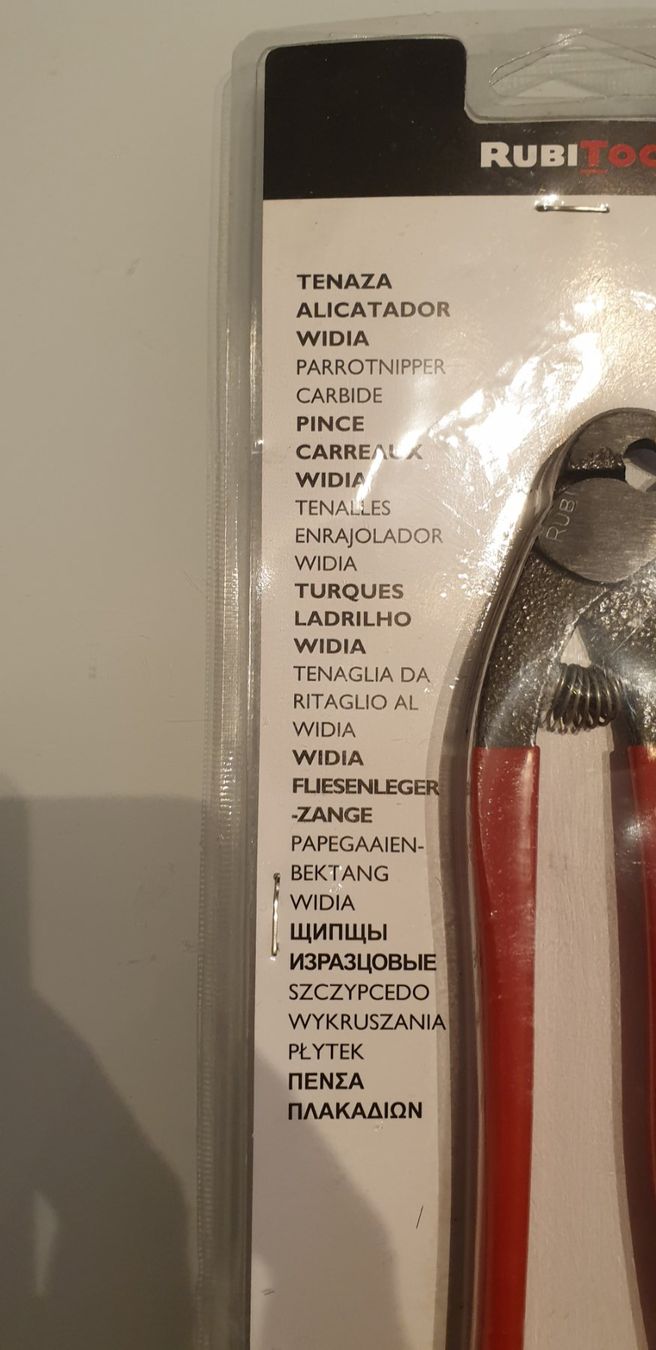 RUBITOO
TENAZA
ALICATADOR
WIDIA
PARROTNIPPER
CARBIDE
PINCE
CARREAUX
WIDIA
TENALLES
ENRAJOLADOR
WIDIA
TURQUES
LADRILHO
WIDIA
TENAGLIA DA
RITAGLIO AL
WIDIA
WIDIA
FLIESENLEGER
-ZANGE
PAPEGAAIEN-
BEKTANG
WIDIA
ЩИПЦЫ
ИЗРАЗЦОВЫЕ
SZCZYPCEDO
WYKRUSZANIA
PŁYTEK
ΠΕΝΣΑ
ΠΛΑΚΑΔΙΩΝ
RUBI